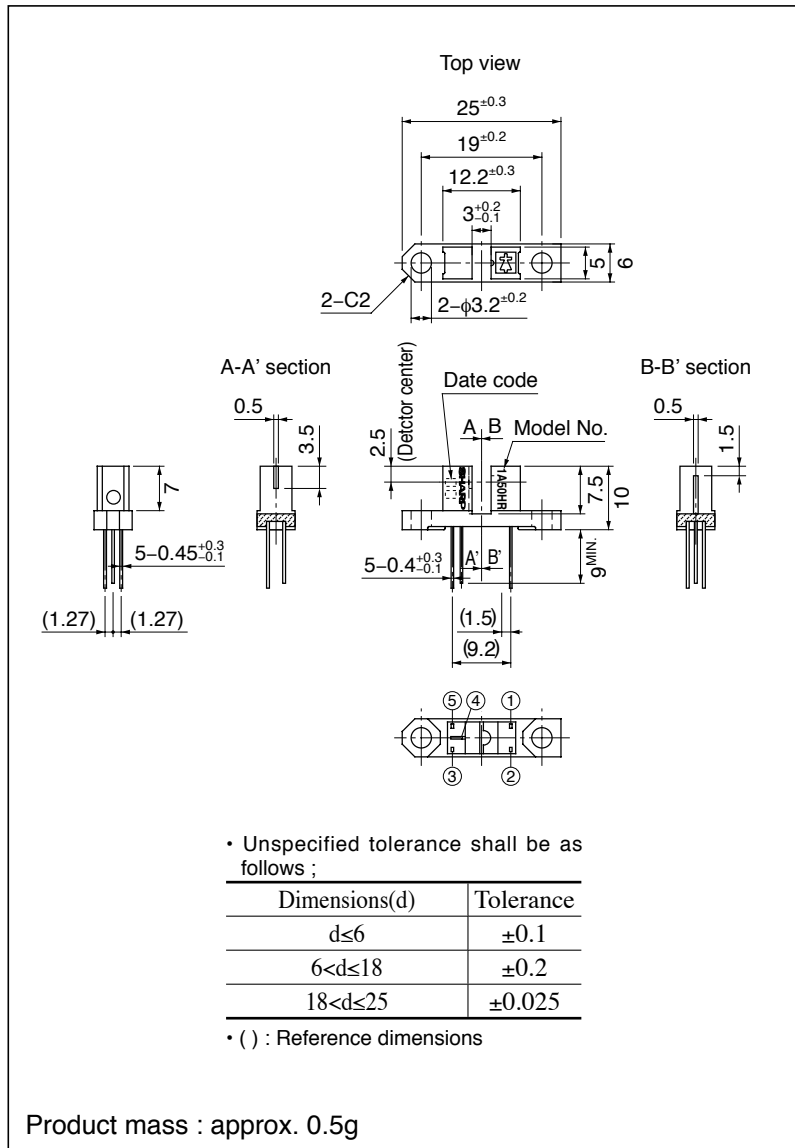 Top view
25±0.3
19±0.2
12.2±0.3
3+0.2-0.1
5
6
2−C2
2−ϕ3.2±0.2
A-A' section
B-B' section
(Detctor center)
Date code
0.5
3.5
2.5
A
B
Model No.
0.5
1.5
7
SHARP
1A50HR
7.5
10
5−0.45+0.3-0.1
5−0.4+0.3-0.1
A'
B'
9MIN.
(1.27)
(1.27)
(1.5)
(9.2)
⑤
④
①
③
②
• Unspecified tolerance shall be as
follows ;
Dimensions(d) Tolerance
d≤6 ±0.1
6<d≤18 ±0.2
18<d≤25 ±0.025
• ( ) : Reference dimensions
Product mass : approx. 0.5g